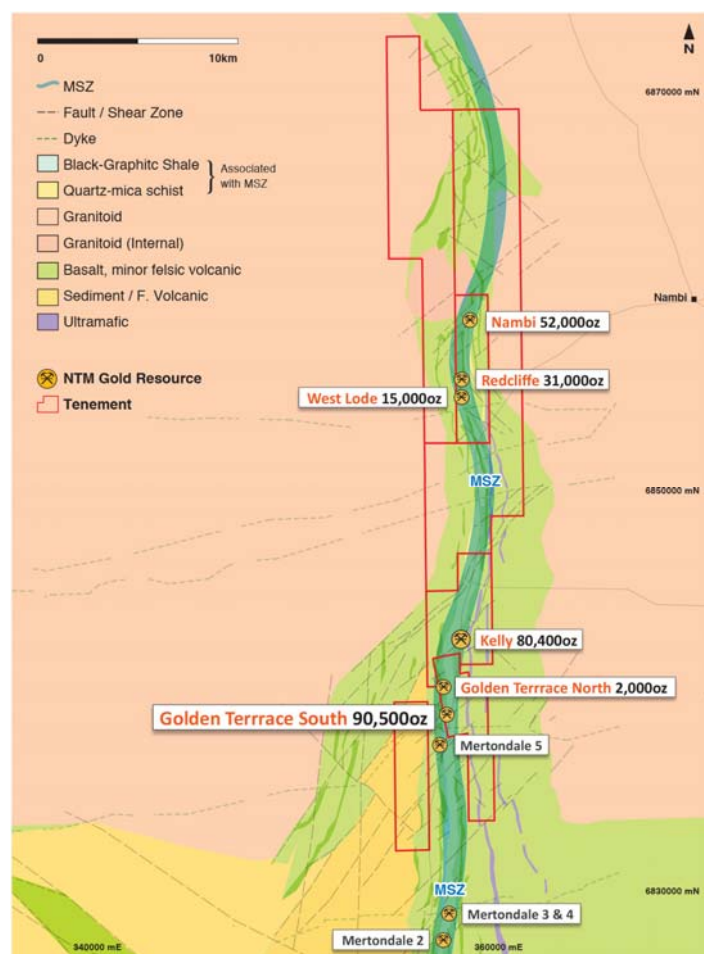 N
0 10km
6870000 mN
MSZ
Fault / Shear Zone
Dyke
Black-Graphitc Shale
Associated
with MSZ
Quartz-mica schist
Granitoid
Granitoid (Internal)
Basalt, minor felsic volcanic
Sediment / F. Volcanic
Ultramafic
NTM Gold Resource
Tenement
Nambi
Nambi 52,000oz
Redcliffe 31,000oz
West Lode 15,000oz
MSZ
6850000 mN
Kelly 80,400oz
Golden Terrrace North 2,000oz
Golden Terrrace South 90,500oz
Mertondale 5
MSZ
6830000 mN
Mertondale 3 & 4
Mertondale 2
340000 mE
360000 mE